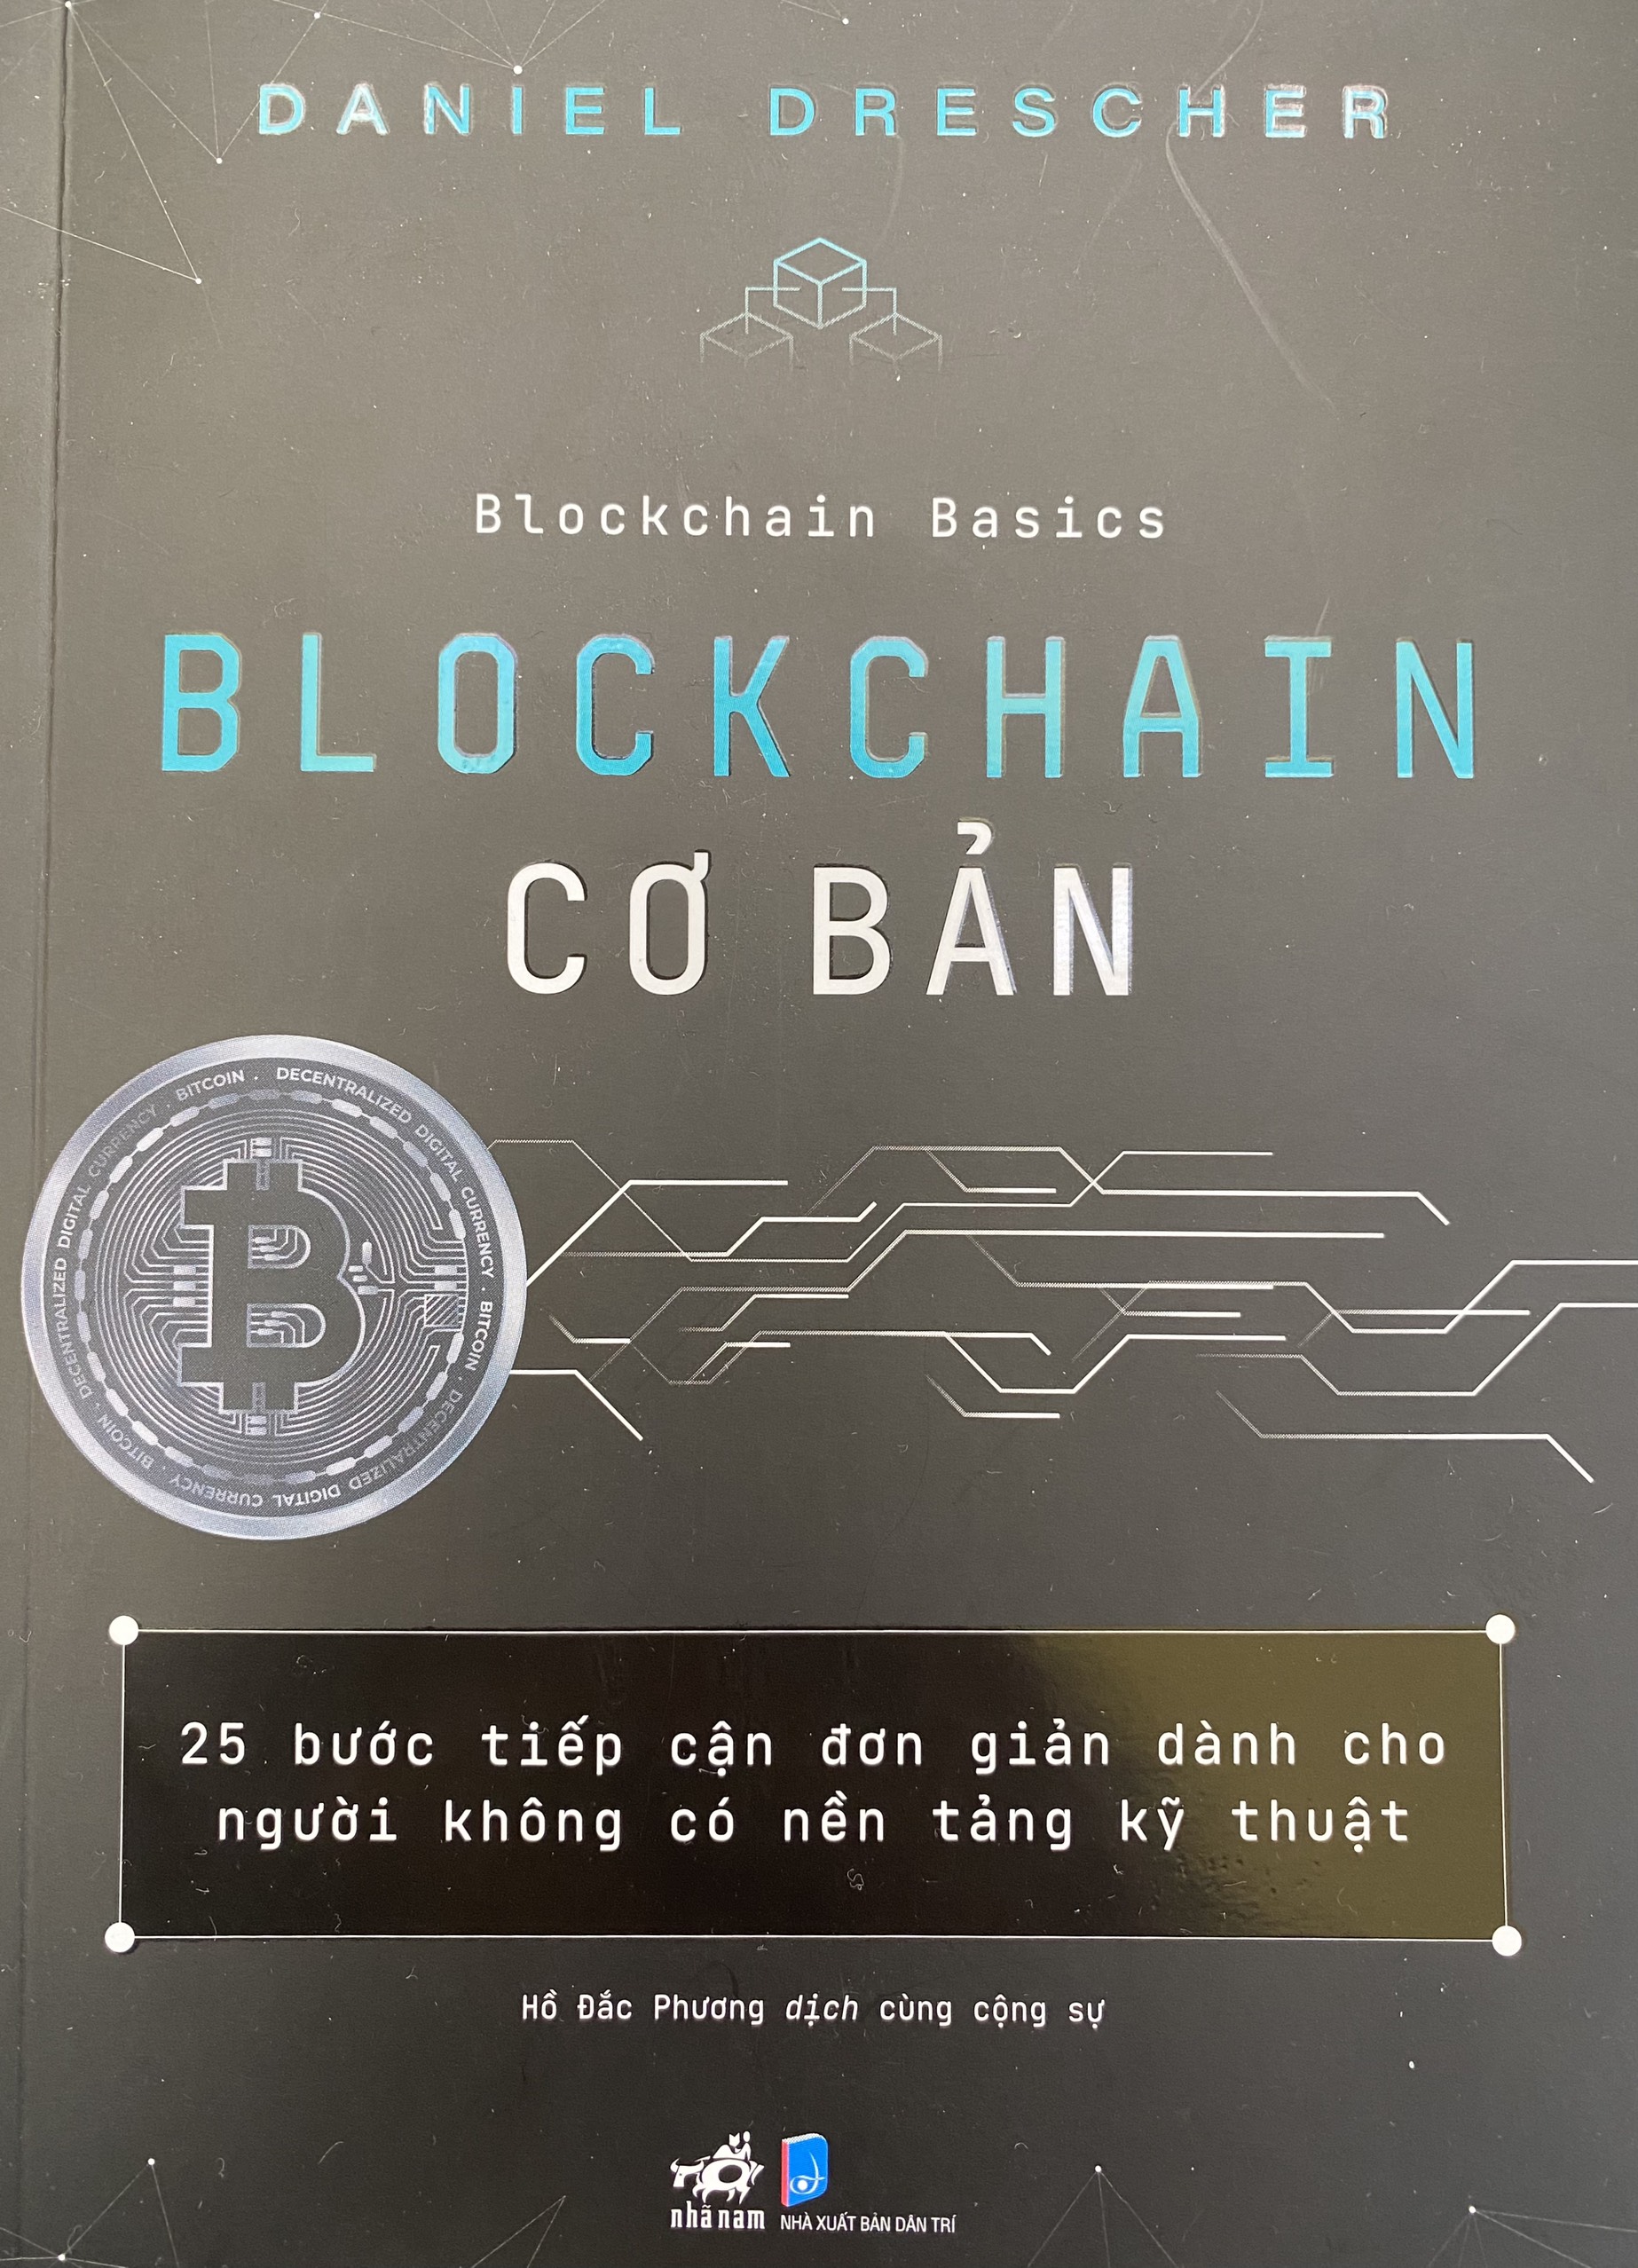 DANIEL DRESCHER
Blockchain Basics
BLOCKCHAIN
CƠ BẢN
DECENTRALIZED DIGITAL CURRENCY · BITCOIN · DECENTRALIZED DIGITAL CURRENCY · BITCOIN · DECENTRALIZED DIGITAL CURRENCY · BITCOIN ·
25 bước tiếp cận đơn giản dành cho
người không có nền tảng kỹ thuật
Hồ Đắc Phương dịch cùng cộng sự
nhã nam
NHÀ XUẤT BẢN DÂN TRÍ